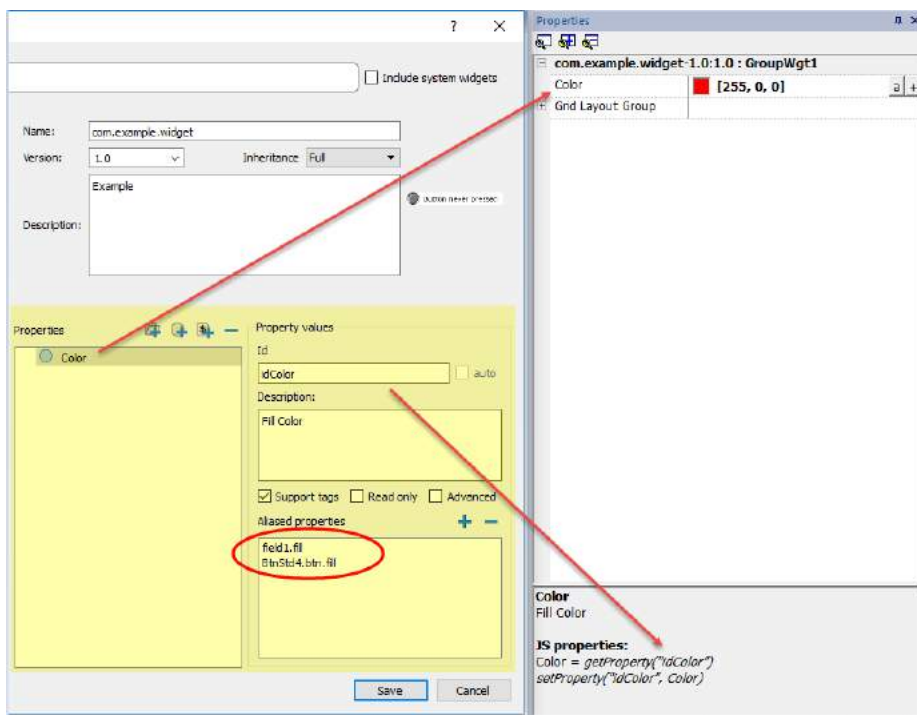 ?
Include system widgets
Name:
com.example.widget
Version:
1.0
Inheritance
Full
Description:
Example
Button never pressed
Properties
Color
Property values
Id
idColor
auto
Description:
Fill Color
Support tags
Read only
Advanced
Aliased properties
field1.fill
BtnStd4.btn.fill
Save
Cancel
Properties
com.example.widget-1.0:1.0 : GroupWgt1
Color
[255, 0, 0]
a +
Grid Layout Group
Color
Fill Color
JS properties:
Color = getProperty("idColor")
setProperty("idColor", Color)